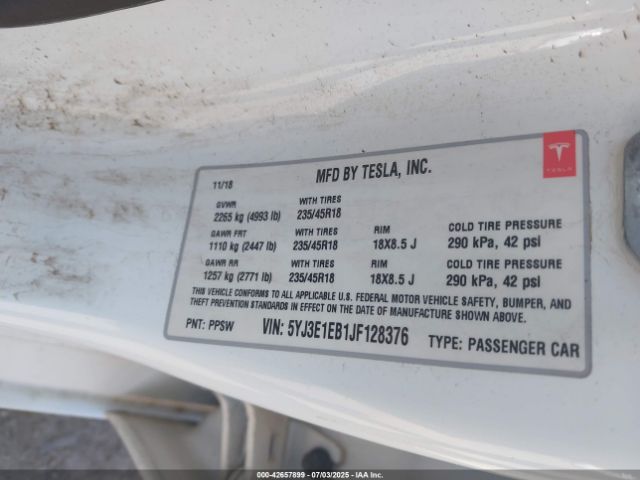 MFD BY TESLA, INC.
TESLA
11/18
GVWR WITH TIRES
2265 kg (4993 lb) 235/45R18
GAWR FRT WITH TIRES RIM COLD TIRE PRESSURE
1110 kg (2447 lb) 235/45R18 18X8.5 J 290 kPa, 42 psi
GAWR RR WITH TIRES RIM COLD TIRE PRESSURE
1257 kg (2771 lb) 235/45R18 18X8.5 J 290 kPa, 42 psi
THIS VEHICLE CONFORMS TO ALL APPLICABLE U.S. FEDERAL MOTOR VEHICLE SAFETY, BUMPER, AND
THEFT PREVENTION STANDARDS IN EFFECT ON THE DATE OF MANUFACTURE SHOWN ABOVE.
PNT: PPSW VIN: 5YJ3E1EB1JF128376 TYPE: PASSENGER CAR
000-42657899 - 07/03/2025 - IAAI.COM